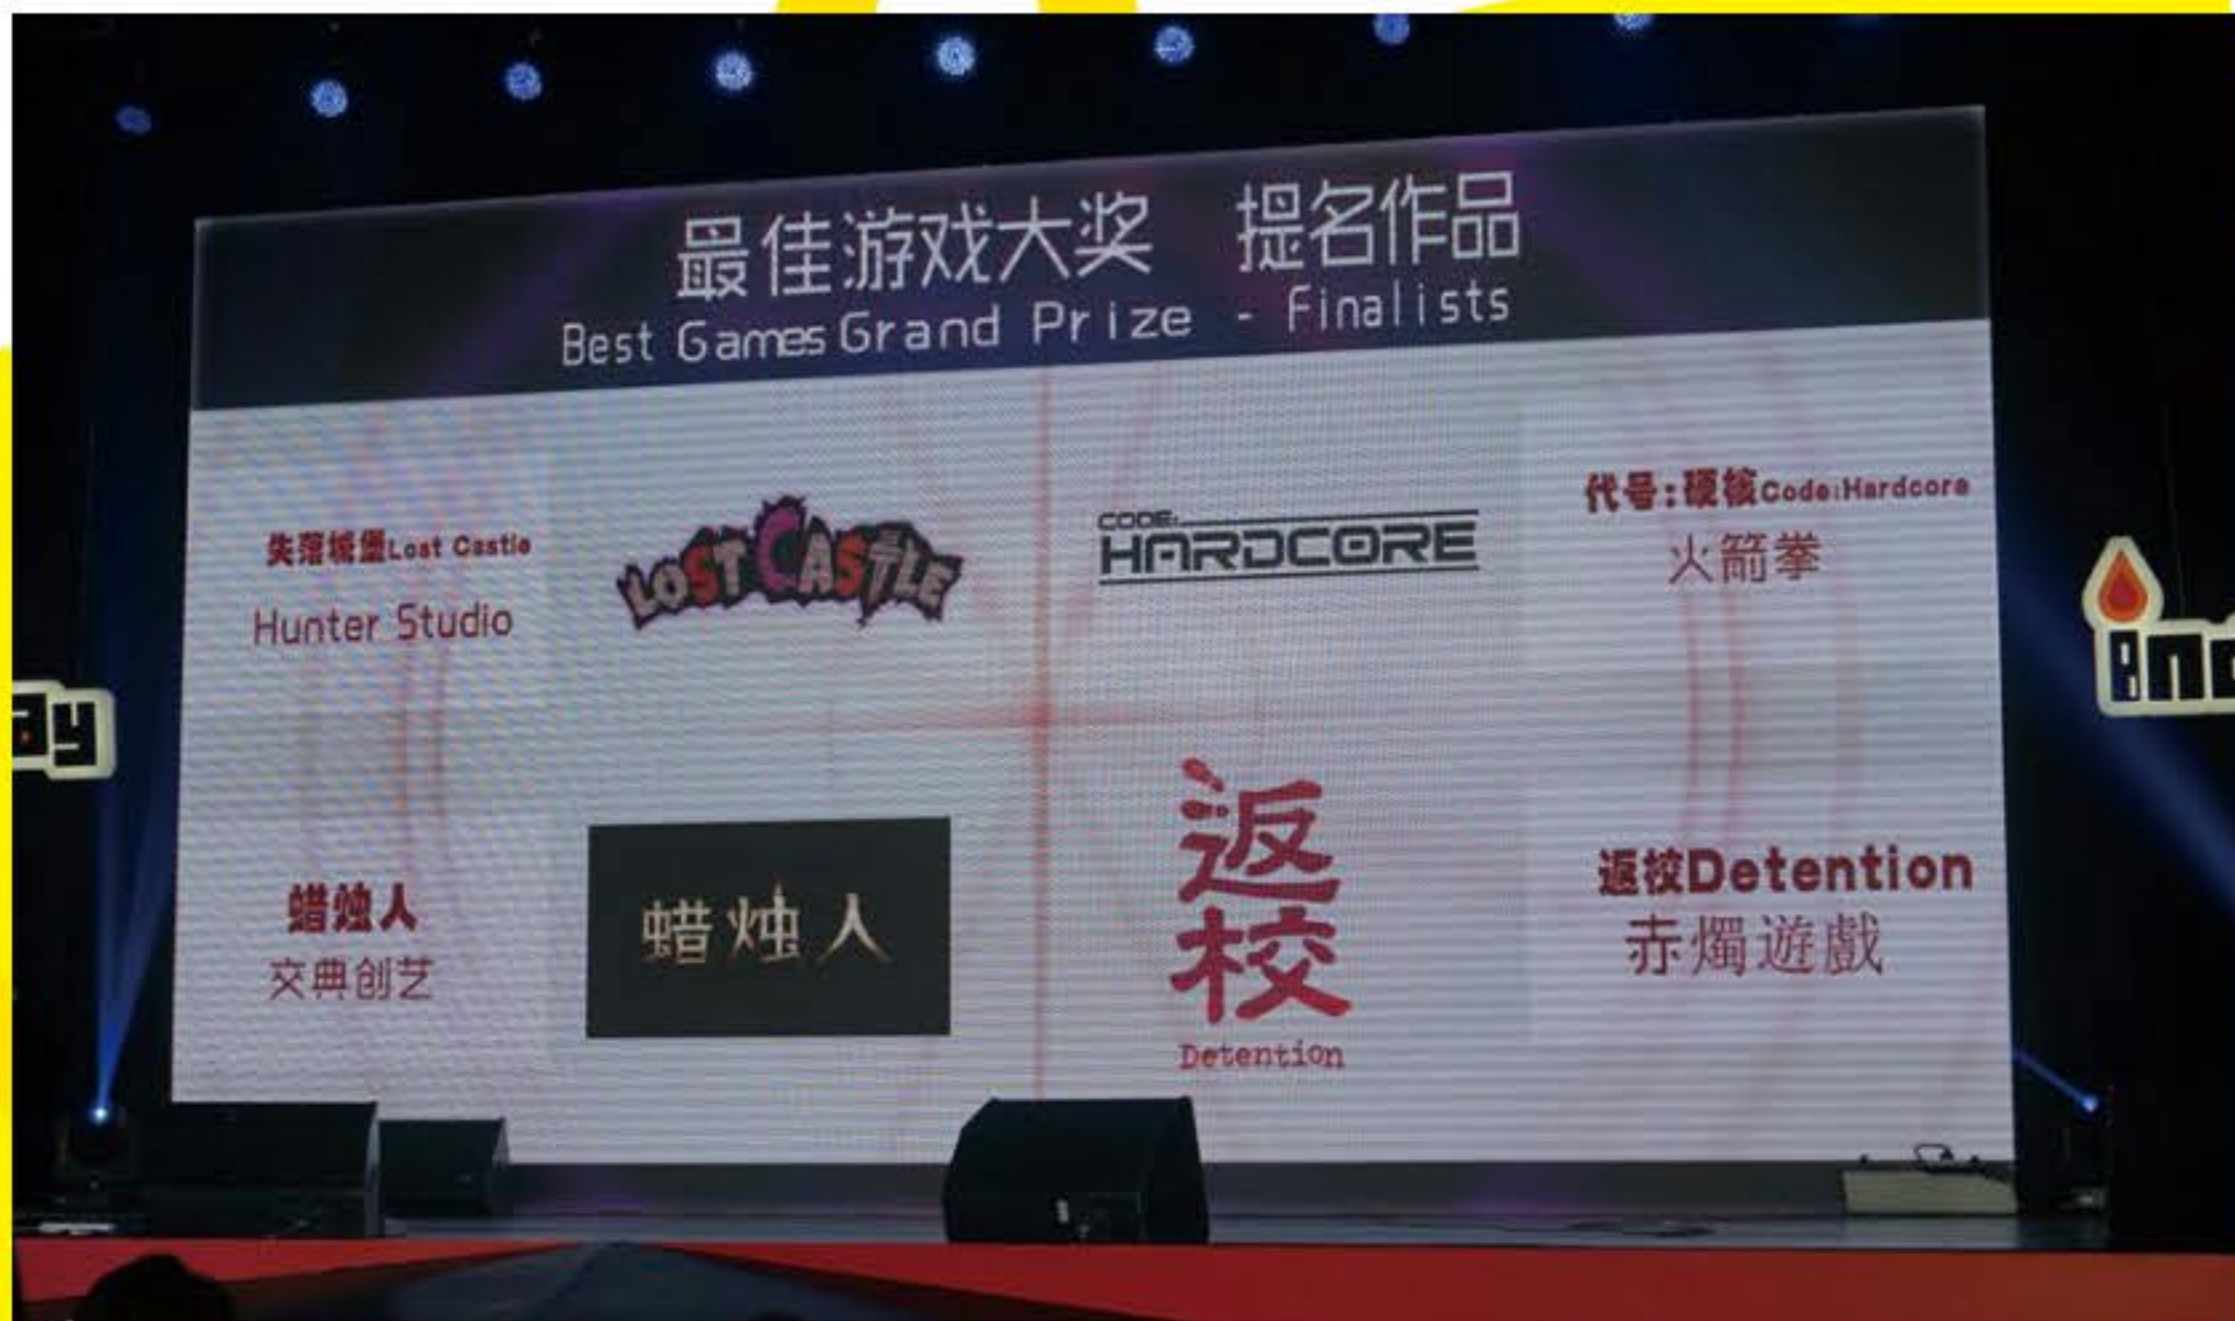 最佳游戏大奖 提名作品
Best Games Grand Prize - Finalists
失落城堡Lost Castle
Hunter Studio
LOST CASTLE
CODE:
HARDCORE
代号:硬核Code:Hardcore
火箭拳
蜡烛人
交典创艺
蜡烛人
返校
Detention
返校Detention
赤燭遊戲
ay